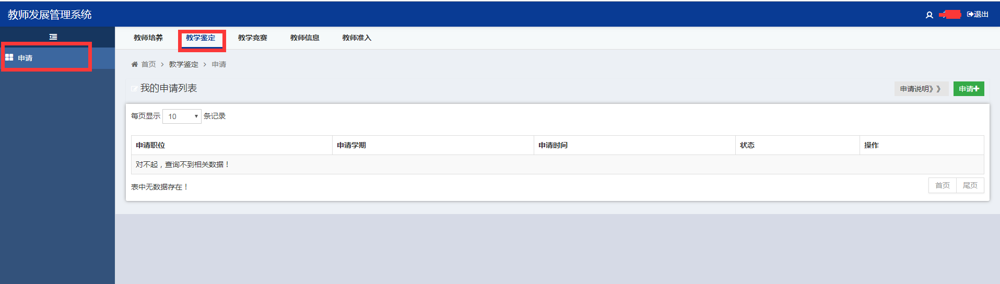 教师发展管理系统
退出
教师培养 教学鉴定 教学竞赛 教师信息 教师准入
申请
首页 > 教学鉴定 > 申请
我的申请列表
申请说明》》 申请+
每页显示 10 条记录
申请职位 申请学期 申请时间 状态 操作
对不起，查询不到相关数据！
表中无数据存在！
首页 尾页